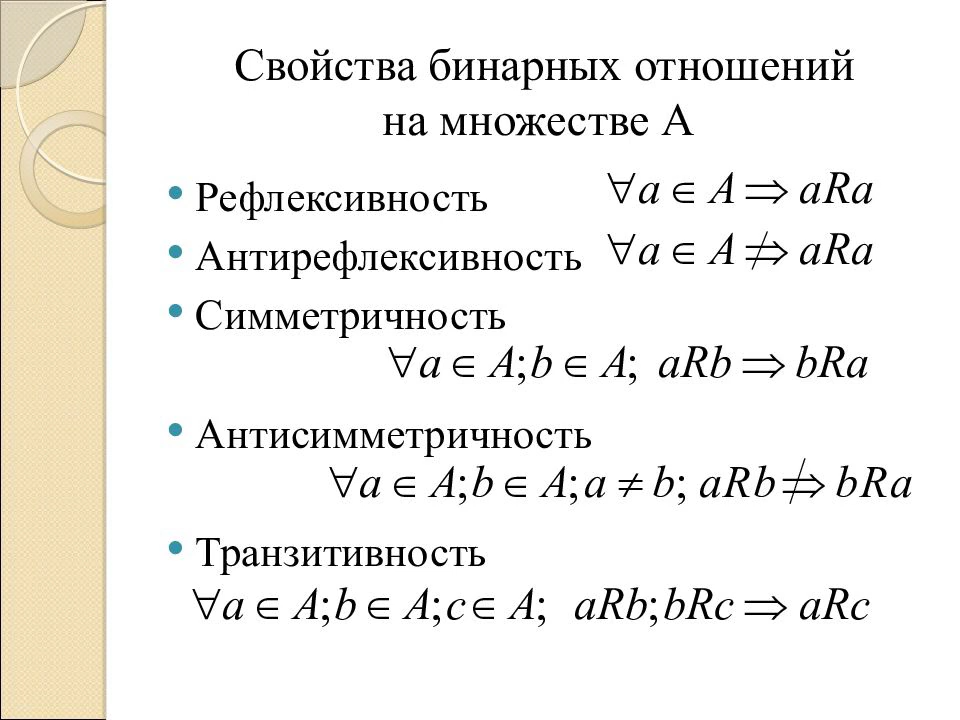 Свойства бинарных отношений
на множестве А
• Рефлексивность ∀a ∈ A ⇒ aRa
• Антирефлексивность ∀a ∈ A ⇏ aRa
• Симметричность
∀a ∈ A; b ∈ A; aRb ⇒ bRa
• Антисимметричность
∀a ∈ A; b ∈ A; a ≠ b; aRb ⇏ bRa
• Транзитивность
∀a ∈ A; b ∈ A; c ∈ A; aRb; bRc ⇒ aRc